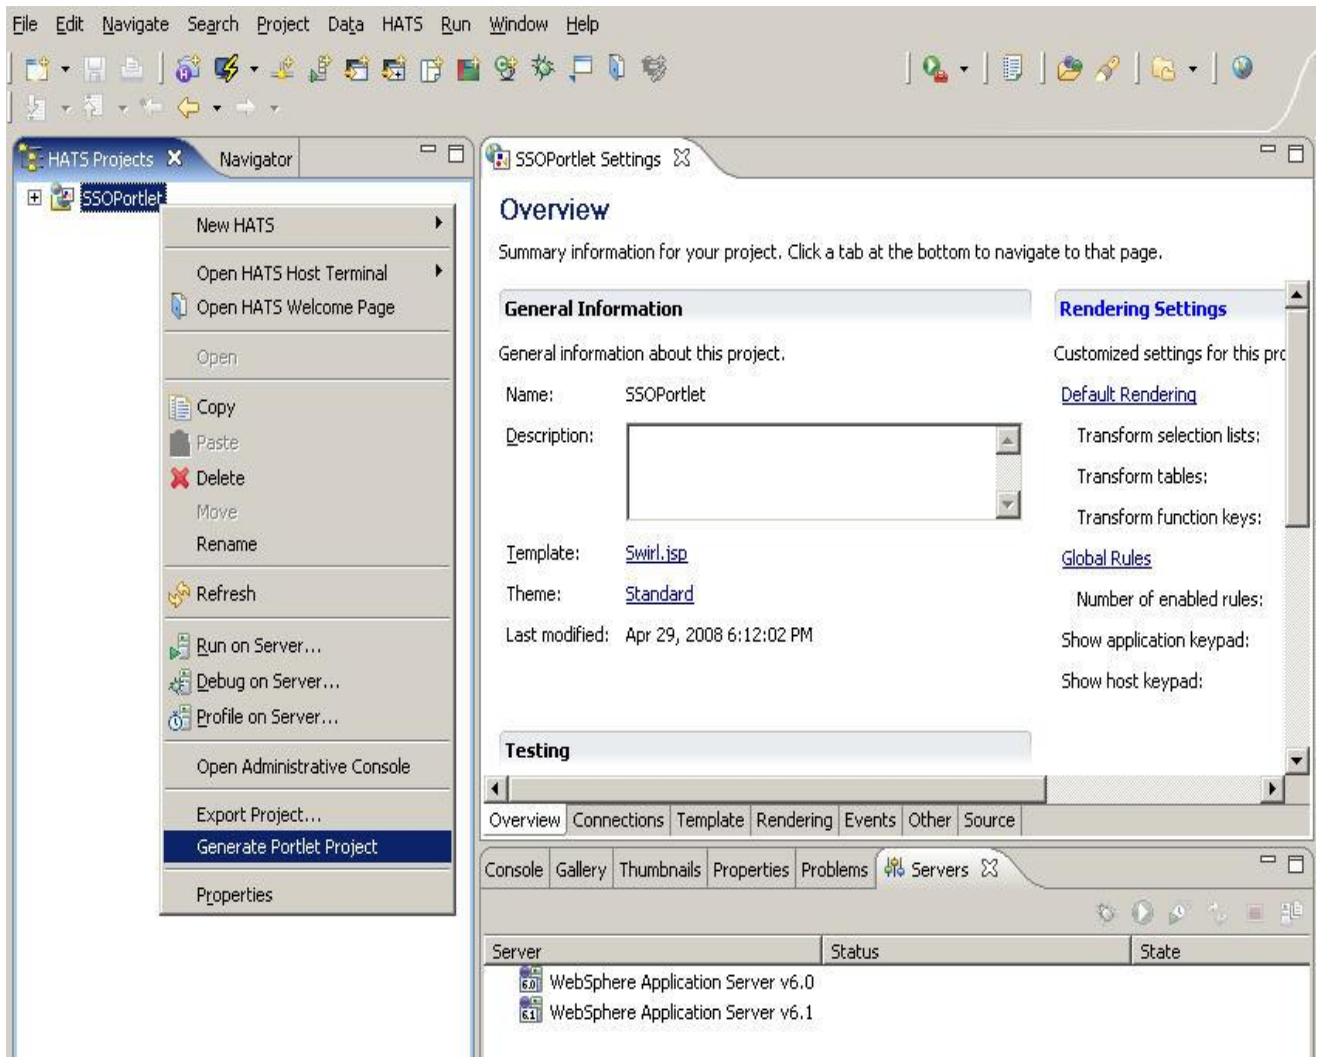 File Edit Navigate Search Project Data HATS Run Window Help
HATS Projects
Navigator
SSOPortlet
New HATS
Open HATS Host Terminal
Open HATS Welcome Page
Open
Copy
Paste
Delete
Move
Rename
Refresh
Run on Server...
Debug on Server...
Profile on Server...
Open Administrative Console
Export Project...
Generate Portlet Project
Properties
SSOPortlet Settings
Overview
Summary information for your project. Click a tab at the bottom to navigate to that page.
General Information
General information about this project.
Name: SSOPortlet
Description:
Template: Swirl.jsp
Theme: Standard
Last modified: Apr 29, 2008 6:12:02 PM
Testing
Rendering Settings
Customized settings for this pro
Default Rendering
Transform selection lists:
Transform tables:
Transform function keys:
Global Rules
Number of enabled rules:
Show application keypad:
Show host keypad:
Overview Connections Template Rendering Events Other Source
Console Gallery Thumbnails Properties Problems Servers
Server Status State
6.0 WebSphere Application Server v6.0
6.1 WebSphere Application Server v6.1